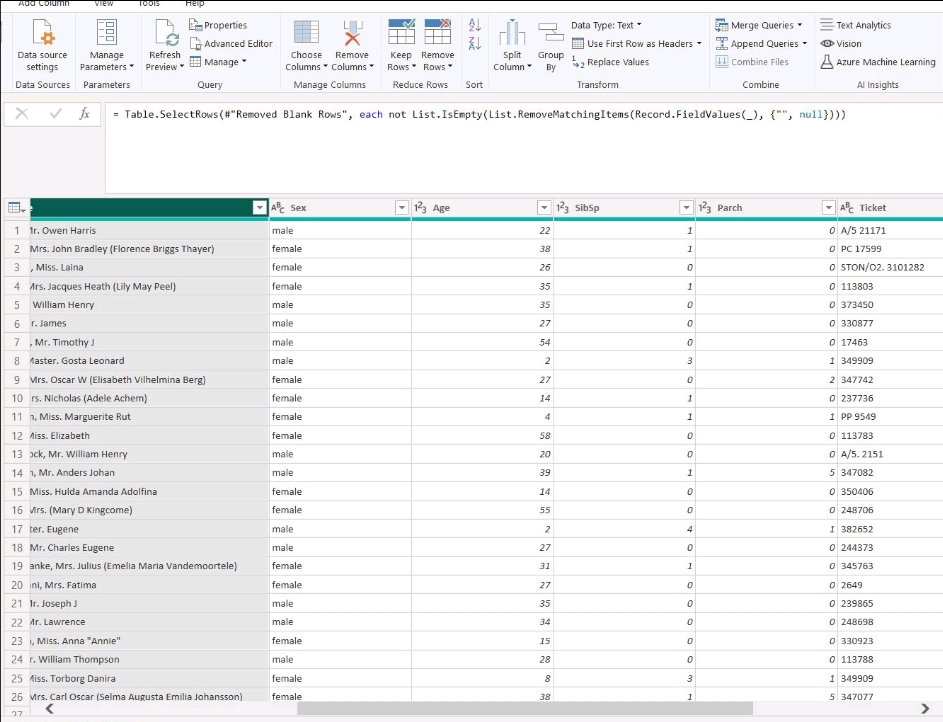 Add Column View Tools Help
Data source settings
Data Sources
Manage Parameters
Parameters
Refresh Preview
Properties
Advanced Editor
Manage
Query
Choose Columns
Remove Columns
Manage Columns
Keep Rows
Remove Rows
Reduce Rows
Sort
Split Column
Group By
Data Type: Text
Use First Row as Headers
Replace Values
Transform
Merge Queries
Append Queries
Combine Files
Combine
Text Analytics
Vision
Azure Machine Learning
AI Insights
fx = Table.SelectRows(#"Removed Blank Rows", each not List.IsEmpty(List.RemoveMatchingItems(Record.FieldValues(_), {"", null})))
ABC Sex 123 Age 123 SibSp 123 Parch ABC Ticket
1 Mr. Owen Harris male 22 1 0 A/5 21171
2 Mrs. John Bradley (Florence Briggs Thayer) female 38 1 0 PC 17599
3 , Miss. Laina female 26 0 0 STON/O2. 3101282
4 Mrs. Jacques Heath (Lily May Peel) female 35 1 0 113803
5 William Henry male 35 0 0 373450
6 r. James male 27 0 0 330877
7 , Mr. Timothy J male 54 0 0 17463
8 Master. Gosta Leonard male 2 3 1 349909
9 Mrs. Oscar W (Elisabeth Vilhelmina Berg) female 27 0 2 347742
10 rs. Nicholas (Adele Achem) female 14 1 0 237736
11 n, Miss. Marguerite Rut female 4 1 1 PP 9549
12 Miss. Elizabeth female 58 0 0 113783
13 ock, Mr. William Henry male 20 0 0 A/5. 2151
14 n, Mr. Anders Johan male 39 1 5 347082
15 Miss. Hulda Amanda Adolfina female 14 0 0 350406
16 Mrs. (Mary D Kingcome) female 55 0 0 248706
17 ter. Eugene male 2 4 1 382652
18 Mr. Charles Eugene male 27 0 0 244373
19 anke, Mrs. Julius (Emelia Maria Vandemoortele) female 31 1 0 345763
20 ni, Mrs. Fatima female 27 0 0 2649
21 Mr. Joseph J male 35 0 0 239865
22 Mr. Lawrence male 34 0 0 248698
23 , Miss. Anna "Annie" female 15 0 0 330923
24 r. William Thompson male 28 0 0 113788
25 Miss. Torborg Danira female 8 3 1 349909
26 Mrs. Carl Oscar (Selma Augusta Emilia Johansson) female 38 1 5 347077
27